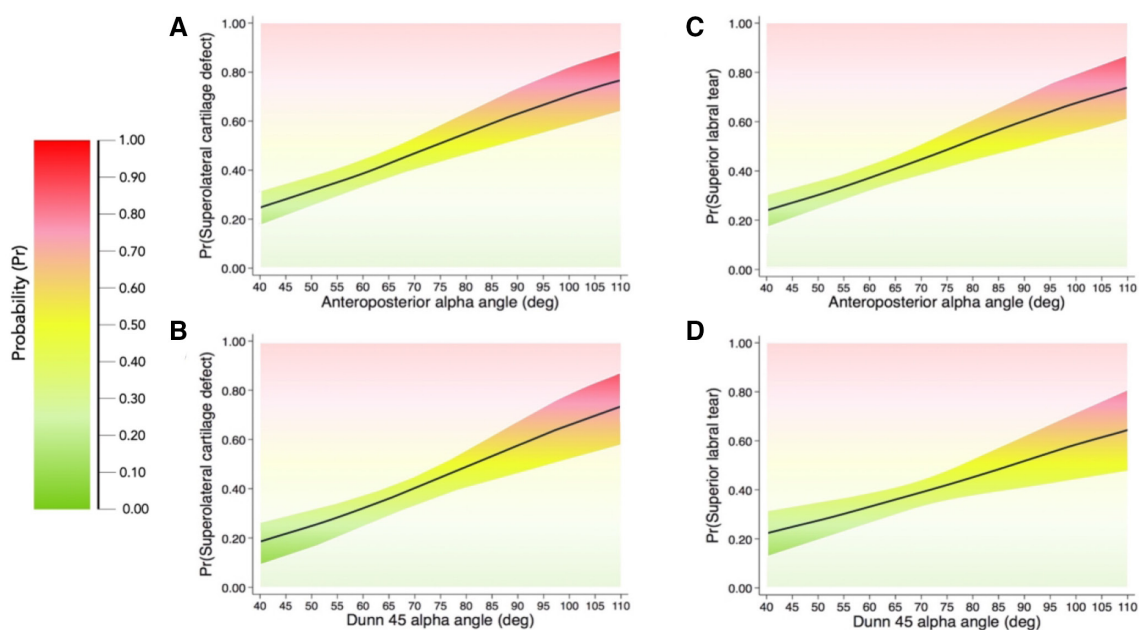 Probability (Pr)
1.00
0.90
0.80
0.70
0.60
0.50
0.40
0.30
0.20
0.10
0.00
A
Pr(Superolateral cartilage defect)
1.00
0.80
0.60
0.40
0.20
0.00
40 45 50 55 60 65 70 75 80 85 90 95 100 105 110
Anteroposterior alpha angle (deg)
B
Pr(Superolateral cartilage defect)
1.00
0.80
0.60
0.40
0.20
0.00
40 45 50 55 60 65 70 75 80 85 90 95 100 105 110
Dunn 45 alpha angle (deg)
C
Pr(Superior labral tear)
1.00
0.80
0.60
0.40
0.20
0.00
40 45 50 55 60 65 70 75 80 85 90 95 100 105 110
Anteroposterior alpha angle (deg)
D
Pr(Superior labral tear)
1.00
0.80
0.60
0.40
0.20
0.00
40 45 50 55 60 65 70 75 80 85 90 95 100 105 110
Dunn 45 alpha angle (deg)